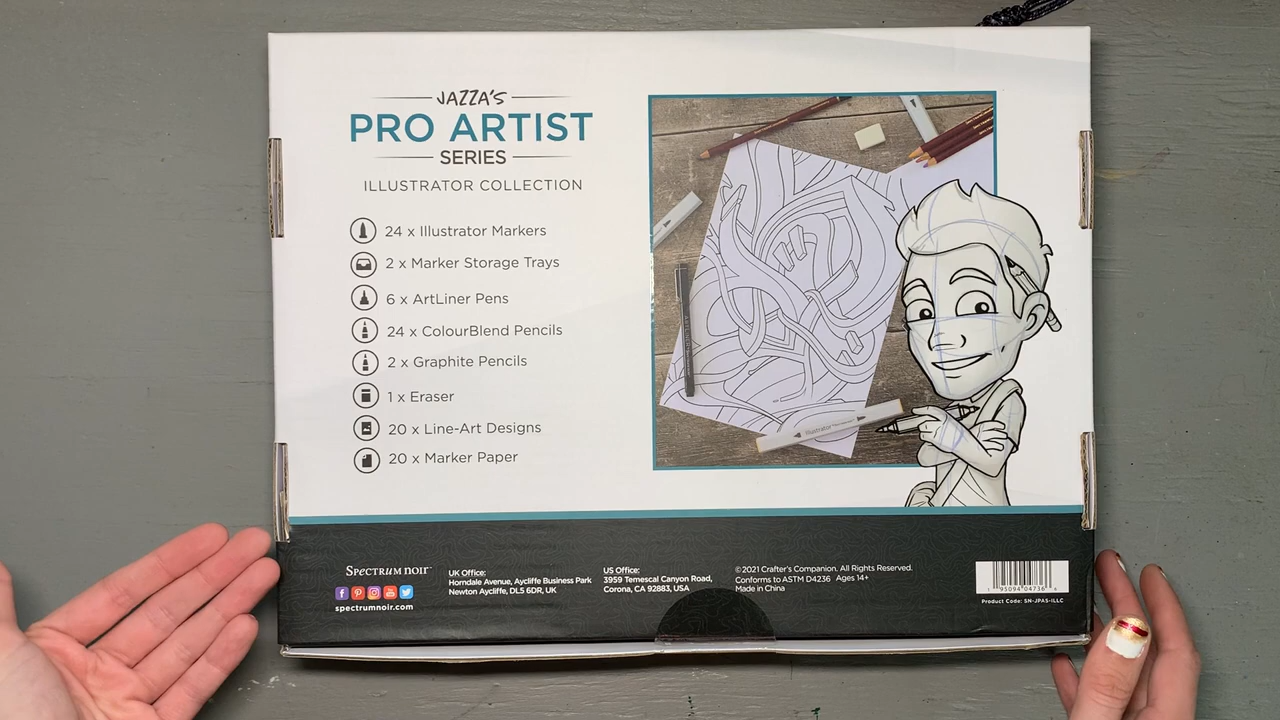 JAZZA'S
PRO ARTIST
SERIES
ILLUSTRATOR COLLECTION
24 x Illustrator Markers
2 x Marker Storage Trays
6 x ArtLiner Pens
24 x ColourBlend Pencils
2 x Graphite Pencils
1 x Eraser
20 x Line-Art Designs
20 x Marker Paper
Illustrator
SPECTRUM NOIR
spectrumnoir.com
UK Office:
Horndale Avenue, Aycliffe Business Park
Newton Aycliffe, DL5 6DR, UK
US Office:
3959 Temescal Canyon Road,
Corona, CA 92883, USA
©2021 Crafter's Companion. All Rights Reserved.
Conforms to ASTM D4236 Ages 14+
Made in China
Product Code: SN-JPAS-ILLC